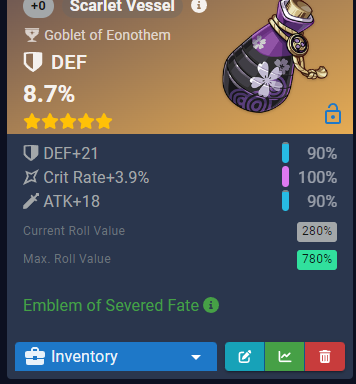 +0 Scarlet Vessel
Goblet of Eonothem
DEF
8.7%
DEF+21 90%
Crit Rate+3.9% 100%
ATK+18 90%
Current Roll Value 280%
Max. Roll Value 780%
Emblem of Severed Fate
Inventory